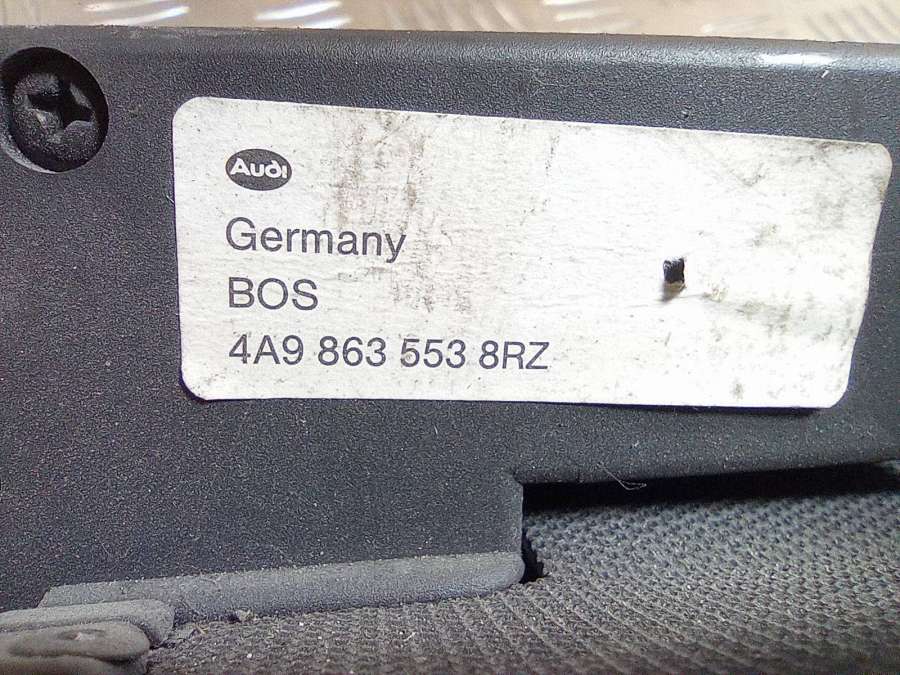 Audi
Germany
BOS
4A9 863 553 8RZ